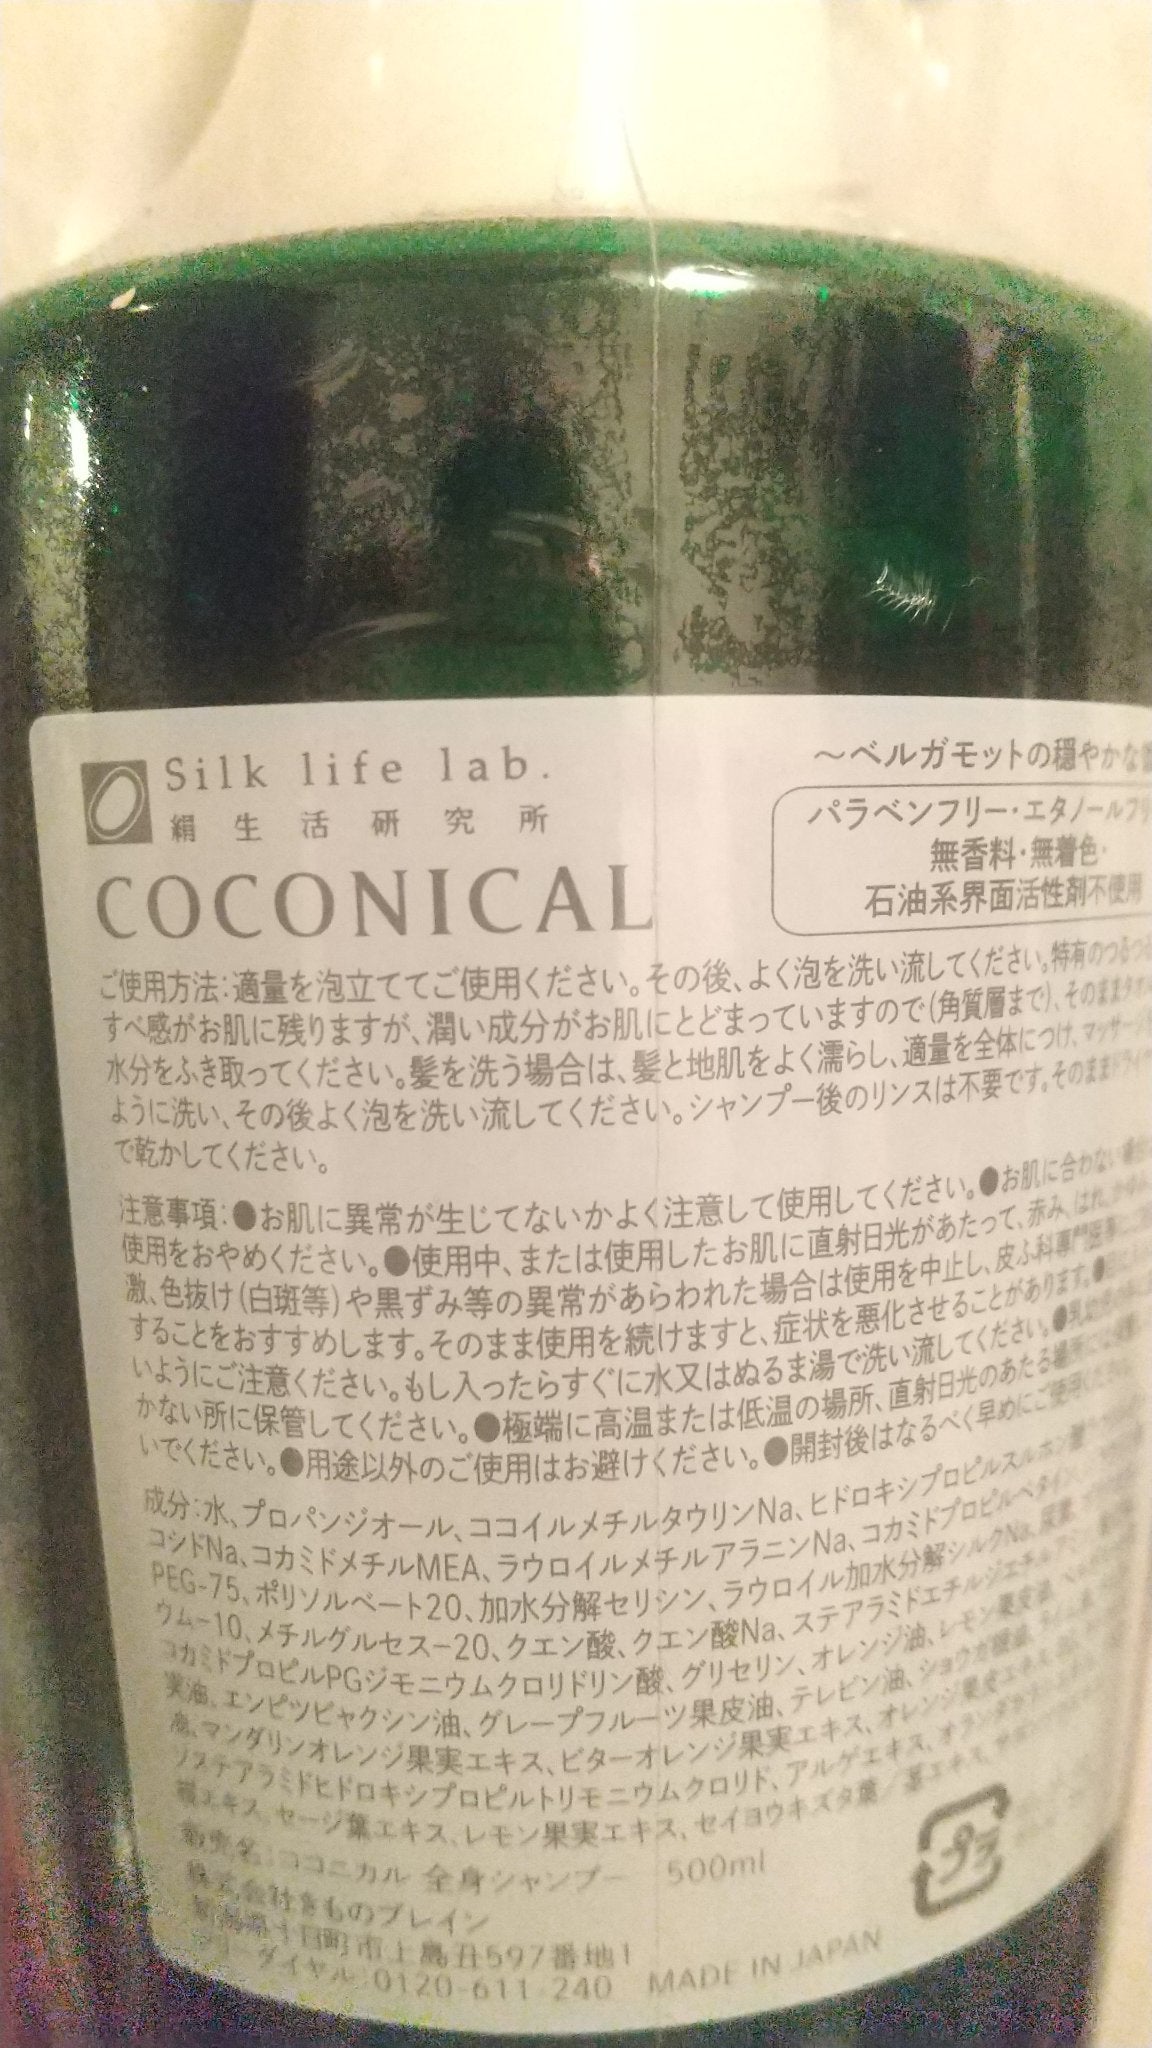 Silk life lab.
絹生活研究所
COCONICAL
～ベルガモットの穏やかな
パラベンフリー・エタノールフリ
無香料・無着色・
石油系界面活性剤不使用
ご使用方法：適量を泡立ててご使用ください。その後、よく泡を洗い流してください。特有のつるつる
すべ感がお肌に残りますが、潤い成分がお肌にとどまっていますので（角質層まで）、そのままタオル
水分をふき取ってください。髪を洗う場合は、髪と地肌をよく濡らし、適量を全体につけ、マッサージ
ように洗い、その後よく泡を洗い流してください。シャンプー後のリンスは不要です。そのままドライヤ
で乾かしてください。
注意事項：●お肌に異常が生じてないかよく注意して使用してください。●お肌に合わない
使用をおやめください。●使用中、または使用したお肌に直射日光があたって、赤み、はれ、かゆみ、
激、色抜け（白斑等）や黒ずみ等の異常があらわれた場合は使用を中止し、皮ふ科専門医等に
することをおすすめします。そのまま使用を続けますと、症状を悪化させることがあります。●
いようにご注意ください。もし入ったらすぐに水又はぬるま湯で洗い流してください。●乳幼児の
かない所に保管してください。●極端に高温または低温の場所、直射日光のあたる場所には
いでください。●用途以外のご使用はお避けください。●開封後はなるべく早めにご使用ください
成分：水、プロパンジオール、ココイルメチルタウリンNa、ヒドロキシプロピルスルホン酸
コシドNa、コカミドメチルMEA、ラウロイルメチルアラニンNa、コカミドプロピルベタイン、
PEG-75、ポリソルベート20、加水分解セリシン、ラウロイル加水分解シルクNa、尿素、
ウム-10、メチルグルセス-20、クエン酸、クエン酸Na、ステアラミドエチルジエチルアミン、
コカミドプロピルPGジモニウムクロリドリン酸、グリセリン、オレンジ油、レモン果皮油、
実油、エンピツビャクシン油、グレープフルーツ果皮油、テレビン油、ショウガ根油、
マンダリンオレンジ果実エキス、ビターオレンジ果実エキス、オレンジ果皮エキス、
ノステアラミドヒドロキシプロピルトリモニウムクロリド、アルゲエキス、オランダ
エキス、セージ葉エキス、レモン果実エキス、セイヨウキズタ葉／茎エキス、
販売名：ココニカル 全身シャンプー 500ml
株式会社きものブレイン
新潟県十日町市上島丑597番地1
フリーダイヤル：0120-611-240 MADE IN JAPAN
プラ